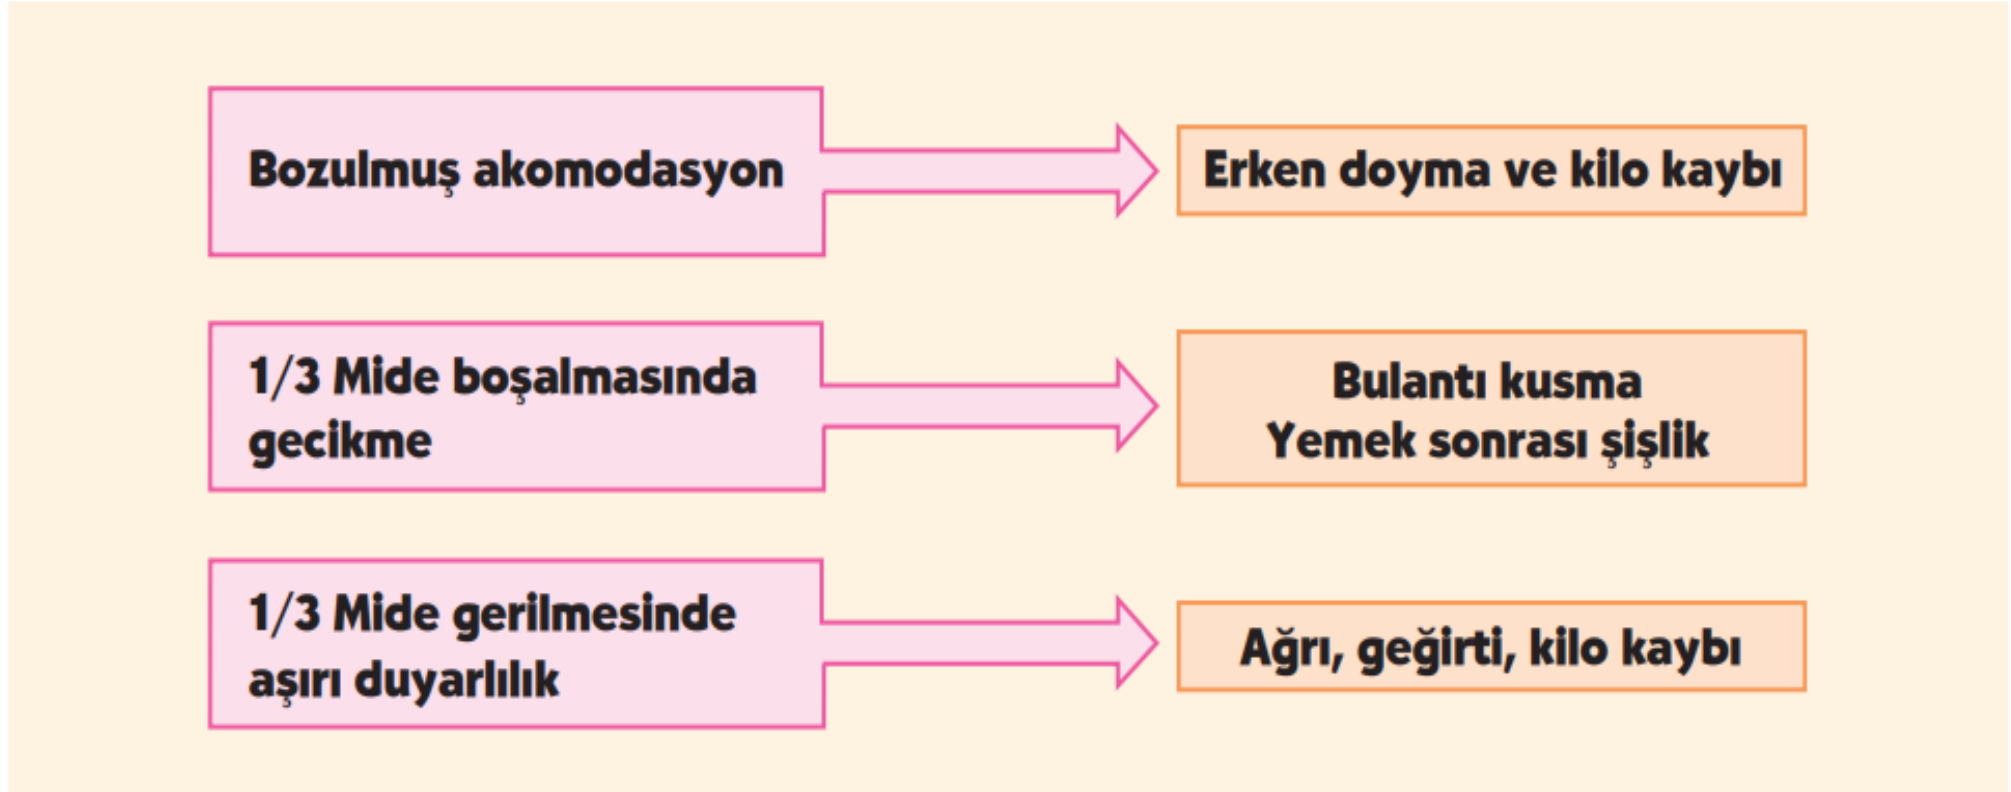 Bozulmuş akomodasyon
Erken doyma ve kilo kaybı
1/3 Mide boşalmasında
gecikme
Bulantı kusma
Yemek sonrası şişlik
1/3 Mide gerilmesinde
aşırı duyarlılık
Ağrı, geğirti, kilo kaybı